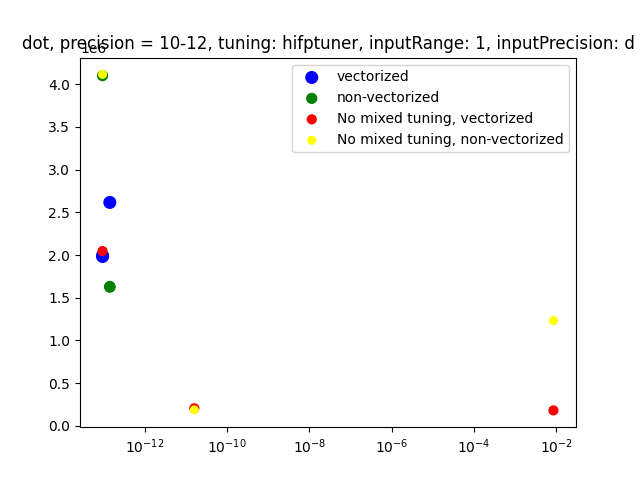 dot, precision = 10-12, tuning: hifptuner, inputRange: 1, inputPrecision: d
1e6
vectorized
non-vectorized
No mixed tuning, vectorized
No mixed tuning, non-vectorized
4.0
3.5
3.0
2.5
2.0
1.5
1.0
0.5
0.0
10⁻¹² 10⁻¹⁰ 10⁻⁸ 10⁻⁶ 10⁻⁴ 10⁻²